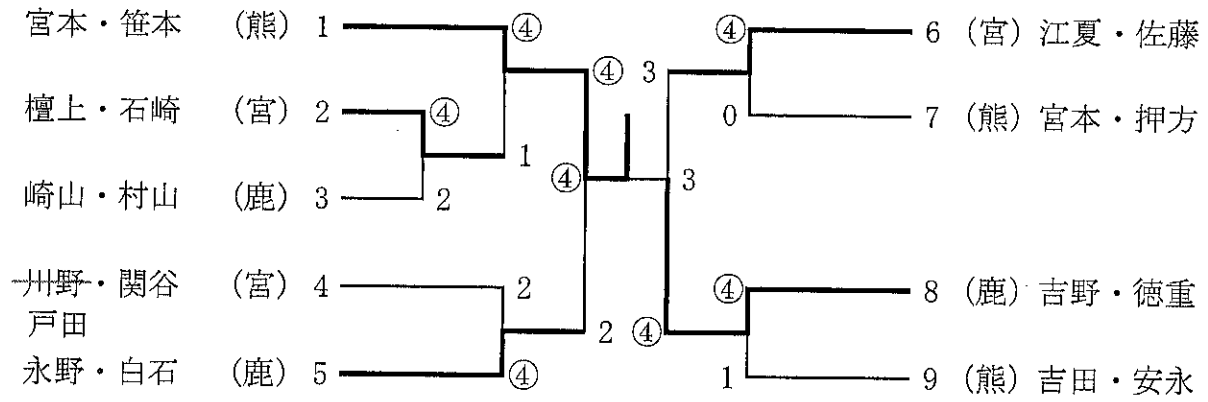 宮本・笹本 (熊) 1 ④
④ 3
④ 6 (宮) 江夏・佐藤
檀上・石崎 (宮) 2 ④
0 7 (熊) 宮本・押方
1
④ 3
崎山・村山 (鹿) 3 2
川野・関谷 (宮) 4 2
戸田
④ 8 (鹿) 吉野・徳重
2 ④
永野・白石 (鹿) 5 ④
1 9 (熊) 吉田・安永